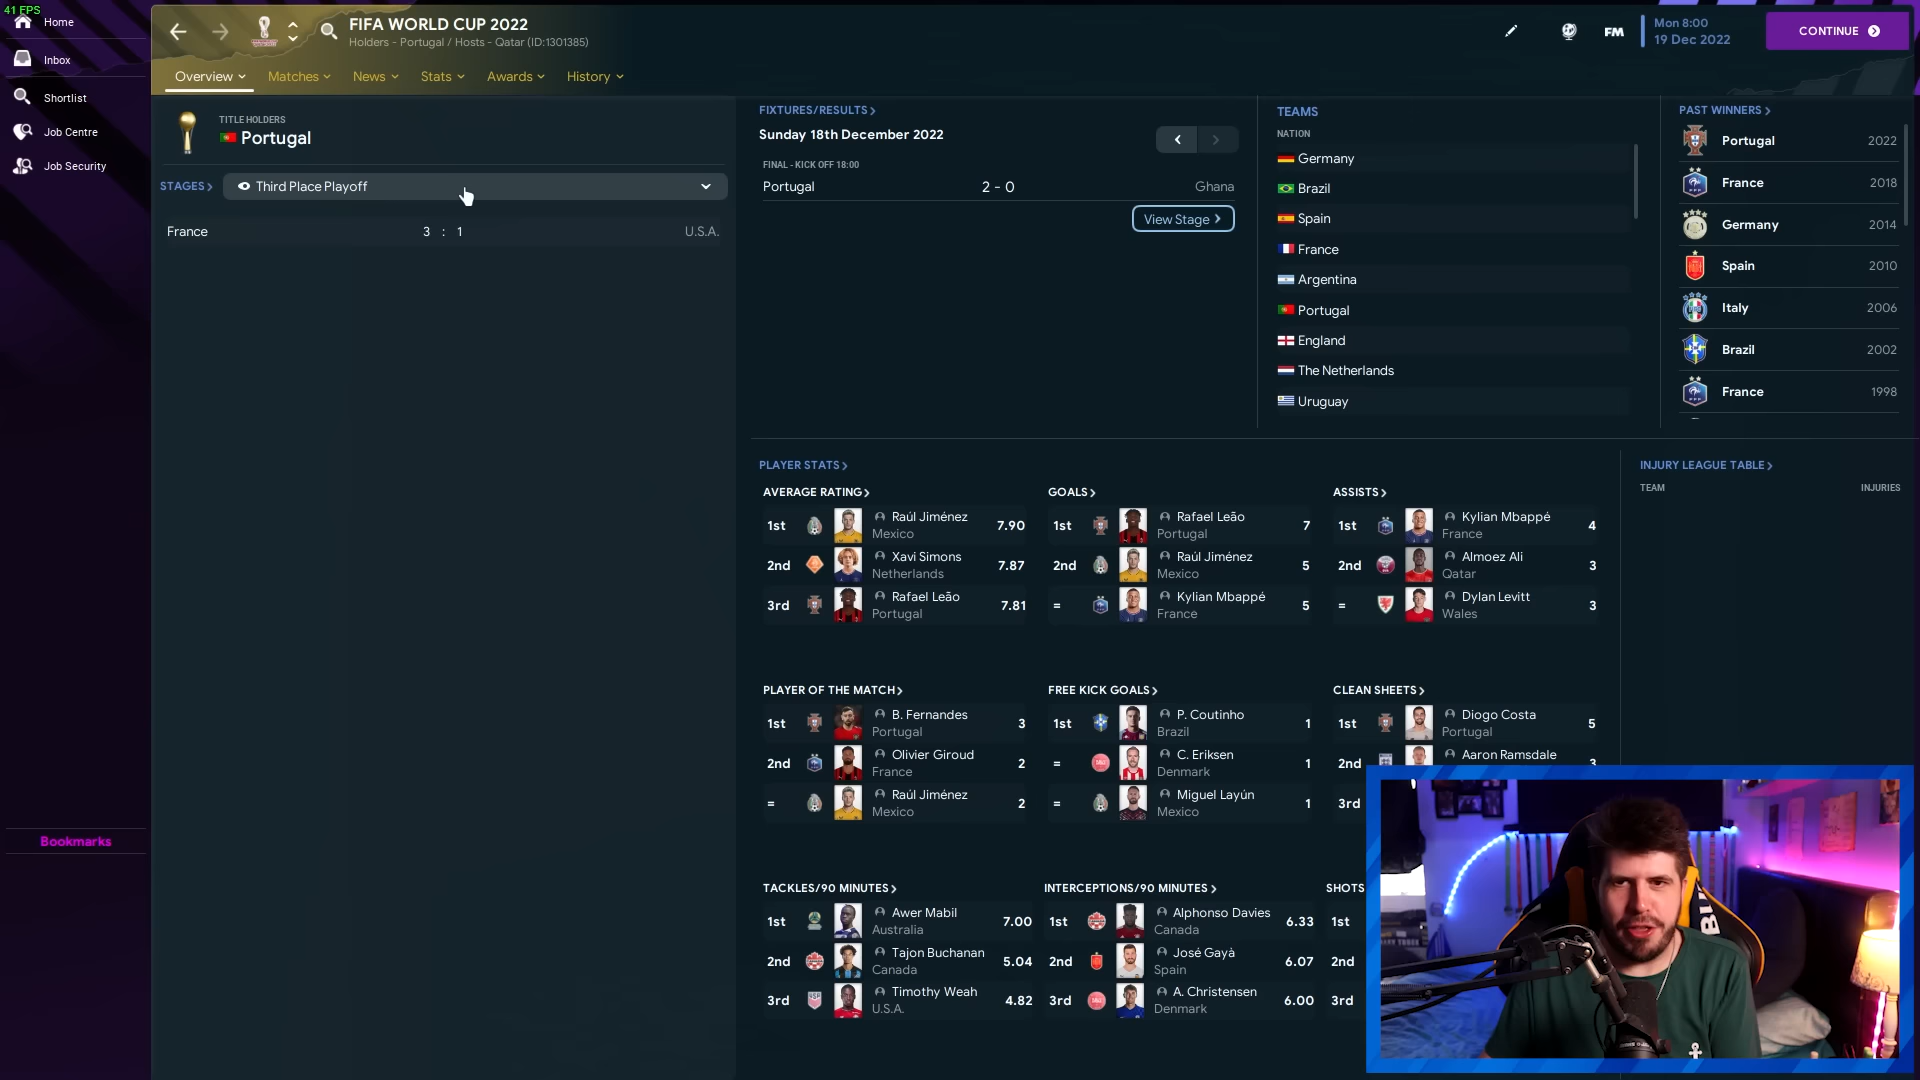 41 FPS
Home
Inbox
Shortlist
Job Centre
Job Security
Bookmarks
FIFA WORLD CUP 2022
Holders - Portugal / Hosts - Qatar (ID:1301385)
FM
Mon 8:00
19 Dec 2022
CONTINUE
Overview
Matches
News
Stats
Awards
History
TITLE HOLDERS
Portugal
STAGES
Third Place Playoff
France 3 : 1 U.S.A.
FIXTURES/RESULTS
Sunday 18th December 2022
FINAL - KICK OFF 18:00
Portugal 2 - 0 Ghana
View Stage
TEAMS
NATION
Germany
Brazil
Spain
France
Argentina
Portugal
England
The Netherlands
Uruguay
PAST WINNERS
Portugal 2022
France 2018
Germany 2014
Spain 2010
Italy 2006
Brazil 2002
France 1998
PLAYER STATS
AVERAGE RATING
1st Raúl Jiménez 7.90
Mexico
2nd Xavi Simons 7.87
Netherlands
3rd Rafael Leão 7.81
Portugal
GOALS
1st Rafael Leão 7
Portugal
2nd Raúl Jiménez 5
Mexico
= Kylian Mbappé 5
France
ASSISTS
1st Kylian Mbappé 4
France
2nd Almoez Ali 3
Qatar
= Dylan Levitt 3
Wales
INJURY LEAGUE TABLE
TEAM INJURIES
PLAYER OF THE MATCH
1st B. Fernandes 3
Portugal
2nd Olivier Giroud 2
France
= Raúl Jiménez 2
Mexico
FREE KICK GOALS
1st P. Coutinho 1
Brazil
= C. Eriksen 1
Denmark
= Miguel Layún 1
Mexico
CLEAN SHEETS
1st Diogo Costa 5
Portugal
2nd Aaron Ramsdale 3
3rd
TACKLES/90 MINUTES
1st Awer Mabil 7.00
Australia
2nd Tajon Buchanan 5.04
Canada
3rd Timothy Weah 4.82
U.S.A.
INTERCEPTIONS/90 MINUTES
1st Alphonso Davies 6.33
Canada
2nd José Gayà 6.07
Spain
3rd A. Christensen 6.00
Denmark
SHOTS
1st
2nd
3rd